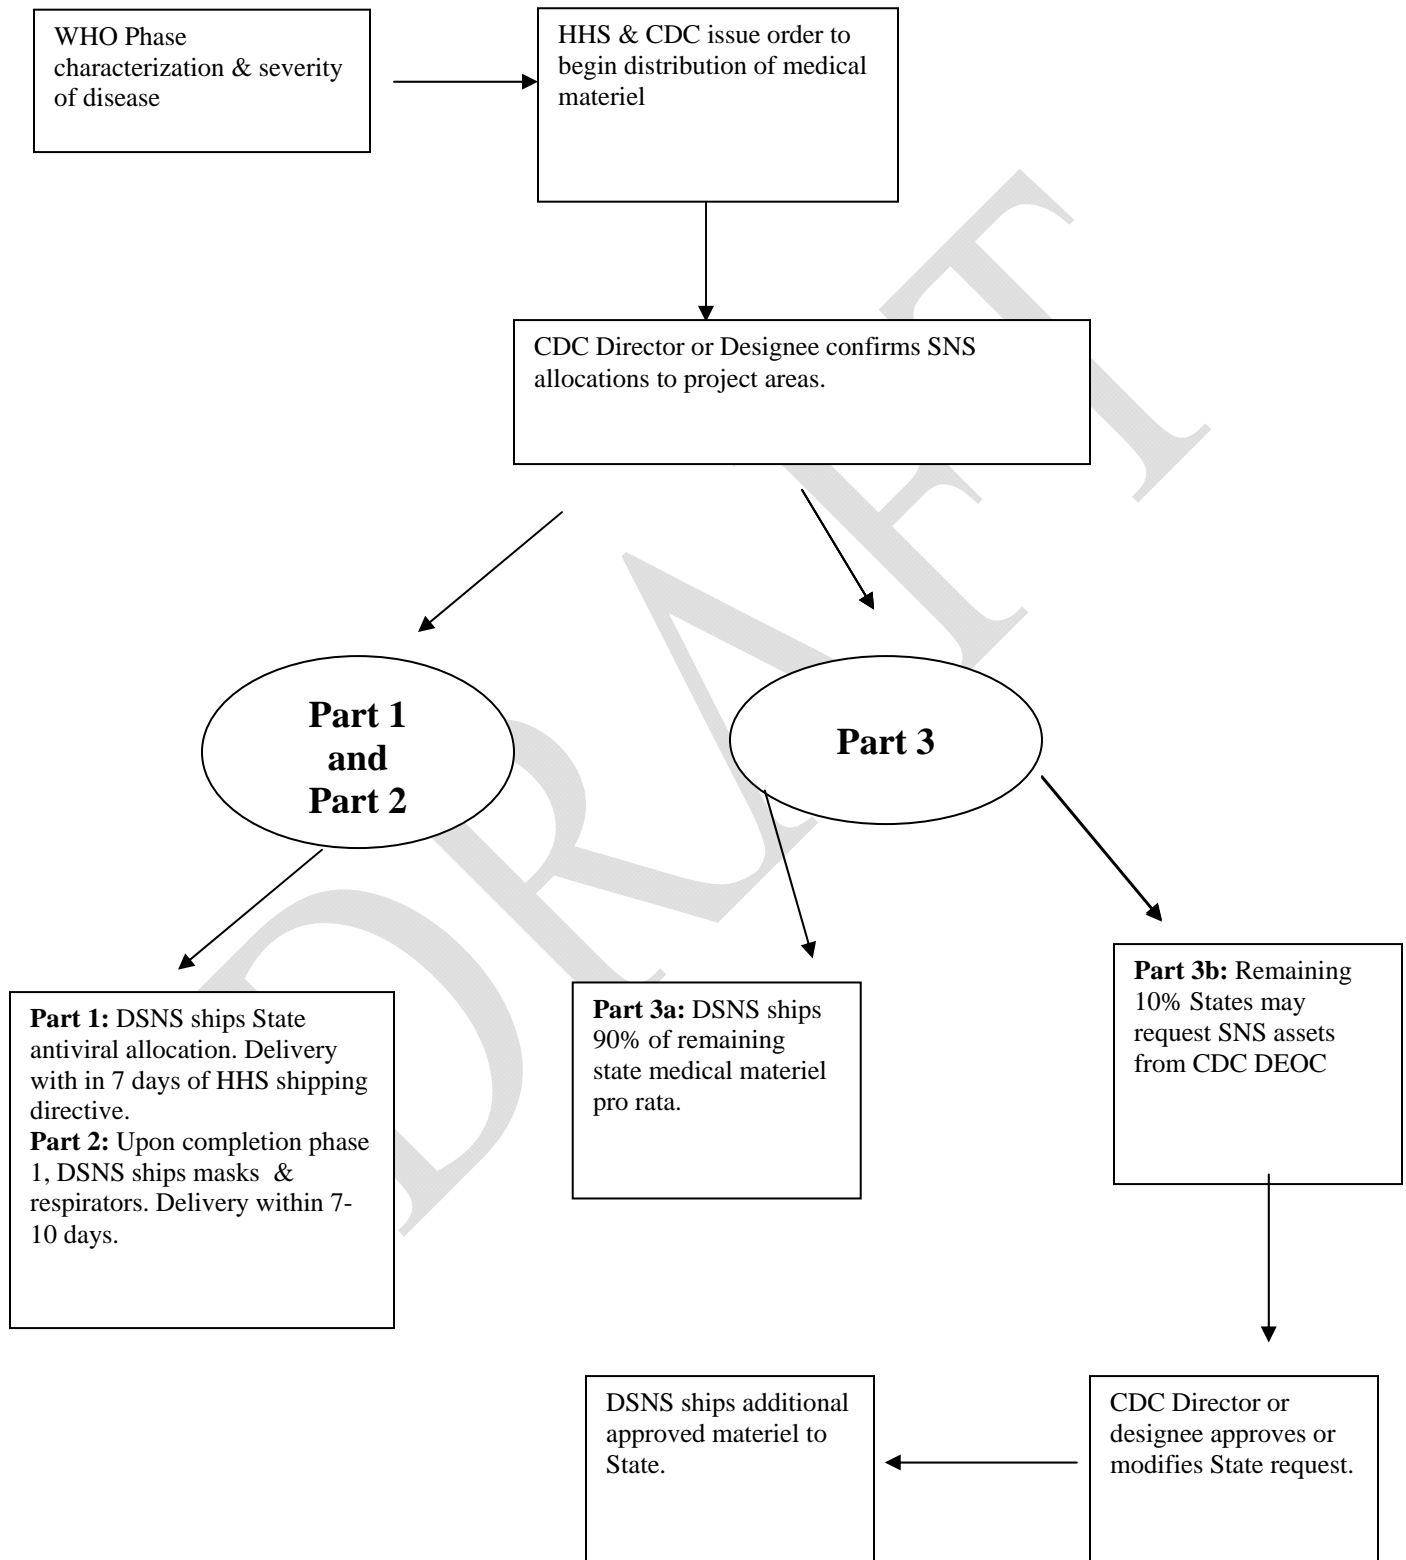 WHO Phase
characterization & severity
of disease
HHS & CDC issue order to
begin distribution of medical
materiel
CDC Director or Designee confirms SNS
allocations to project areas.
DRAFT
Part 1
and
Part 2
Part 3
Part 1: DSNS ships State
antiviral allocation. Delivery
with in 7 days of HHS shipping
directive.
Part 2: Upon completion phase
1, DSNS ships masks  &
respirators. Delivery within 7-
10 days.
Part 3a: DSNS ships
90% of remaining
state medical materiel
pro rata.
Part 3b: Remaining
10% States may
request SNS assets
from CDC DEOC
DSNS ships additional
approved materiel to
State.
CDC Director or
designee approves or
modifies State request.